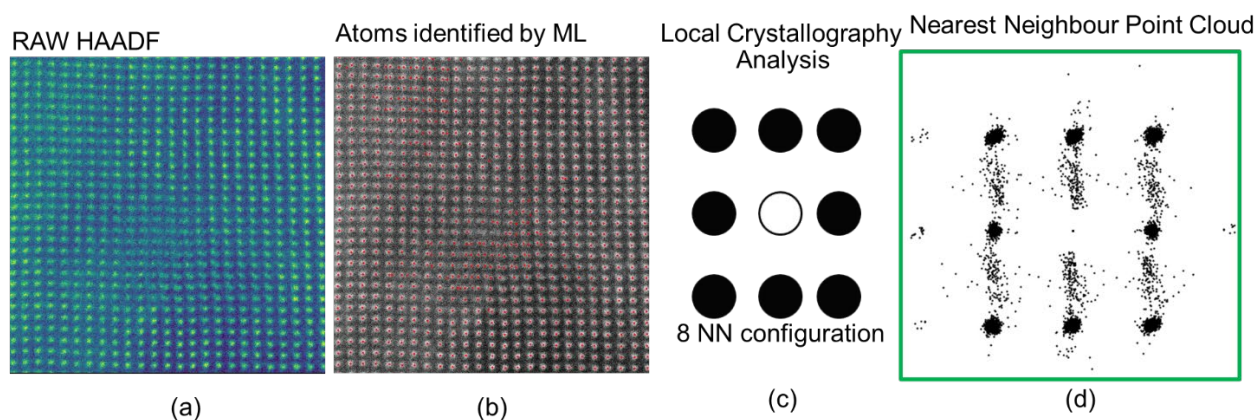 RAW HAADF
Atoms identified by ML
Local Crystallography
Analysis
Nearest Neighbour Point Cloud
8 NN configuration
(a)
(b)
(c)
(d)